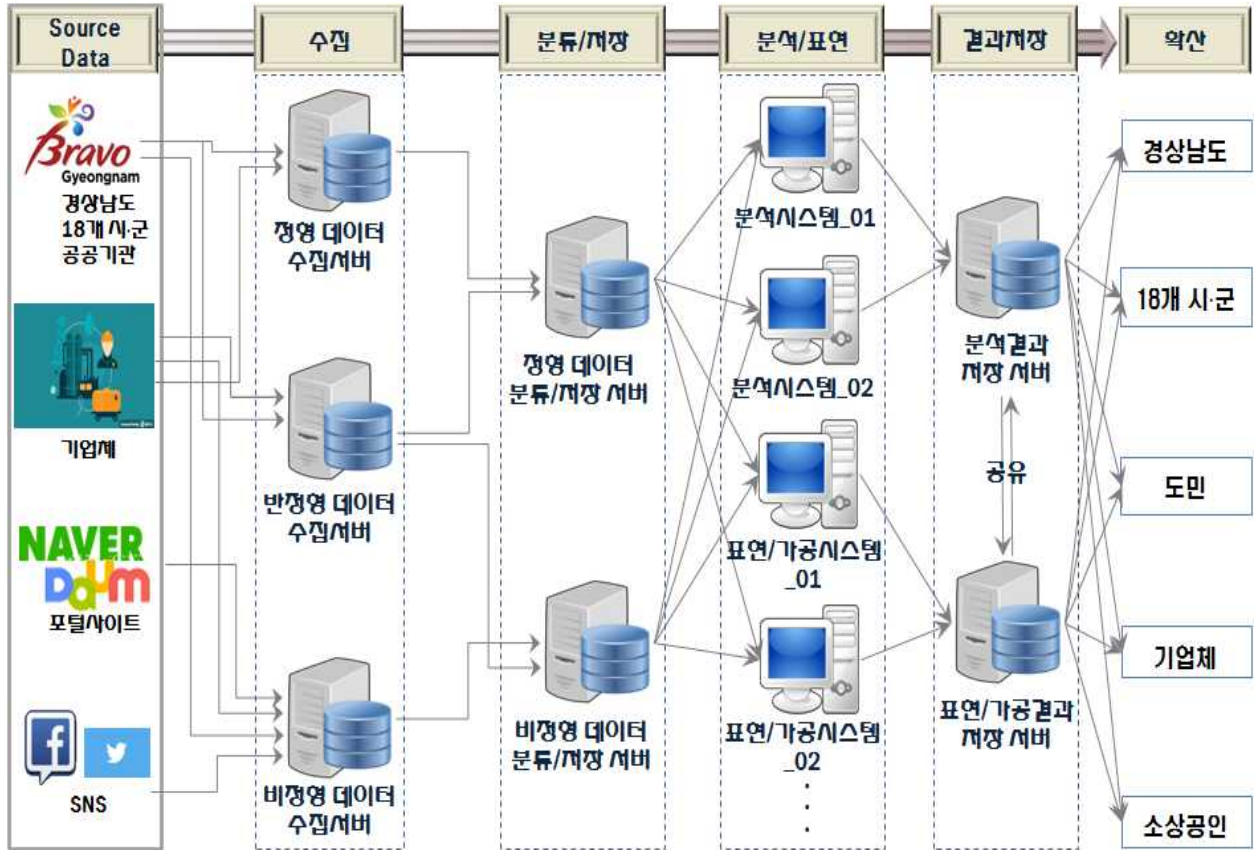 Source
Data
수집
분류/저장
분석/표현
결과저장
확산
Bravo
Gyeongnam
경상남도
18개 시·군
공공기관
기업체
NAVER
Daum
포털사이트
SNS
정형 데이터
수집서버
반정형 데이터
수집서버
비정형 데이터
수집서버
정형 데이터
분류/저장 서버
비정형 데이터
분류/저장 서버
분석시스템_01
분석시스템_02
표현/가공시스템
_01
표현/가공시스템
_02
분석결과
저장 서버
공유
표현/가공결과
저장 서버
경상남도
18개 시·군
도민
기업체
소상공인